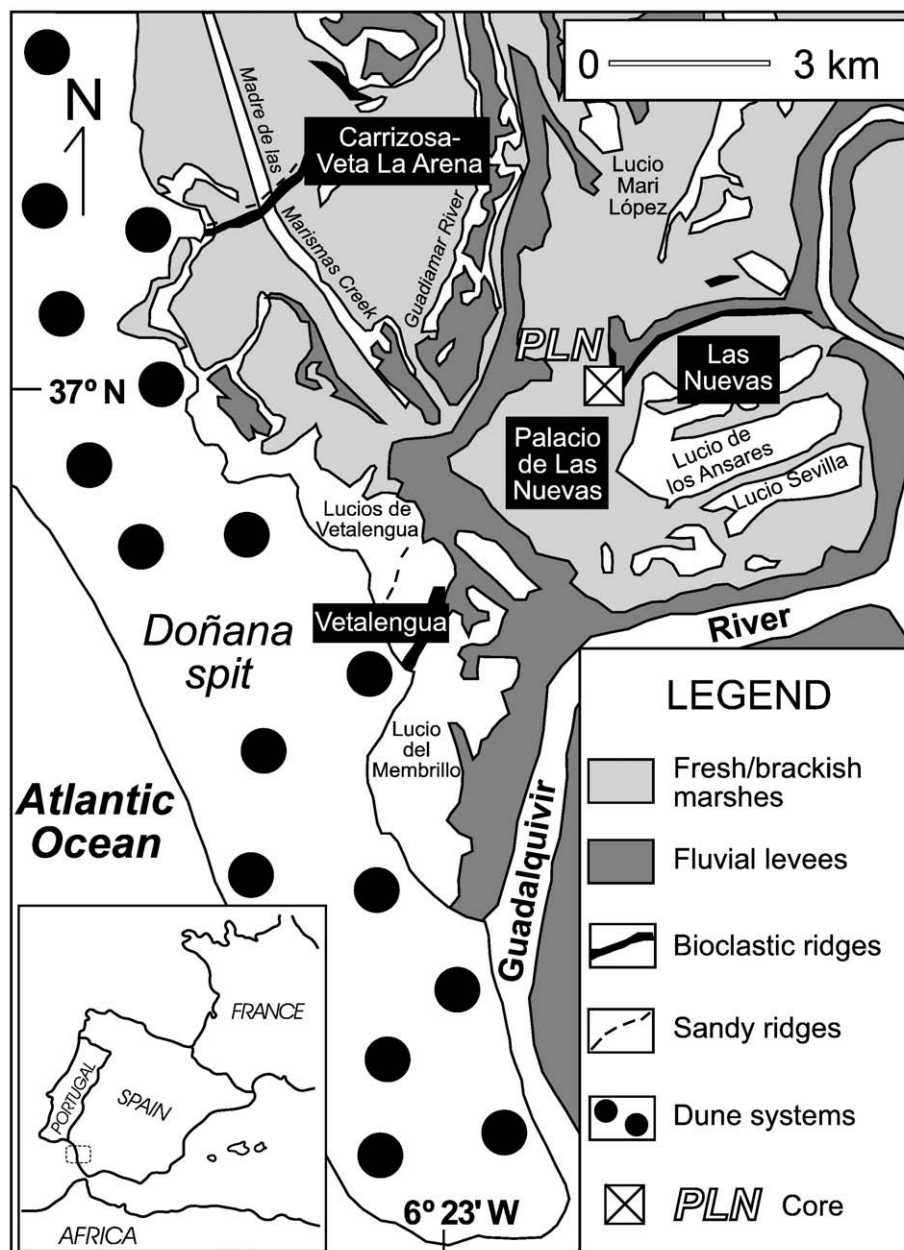 0 3 km
N
Madre de las
Marismas Creek
Carrizosa-
Veta La Arena
Guadiamar River
Lucio
Mari
López
PLN
Las
Nuevas
37º N
Palacio
de Las
Nuevas
Lucio de
los Ansares
Lucio Sevilla
Lucios de
Vetalengua
Vetalengua
Doñana
spit
River
Lucio
del
Membrillo
Guadalquivir
Atlantic
Ocean
LEGEND
Fresh/brackish
marshes
Fluvial levees
Bioclastic ridges
Sandy ridges
Dune systems
PLN Core
FRANCE
PORTUGAL
SPAIN
AFRICA
6º 23' W